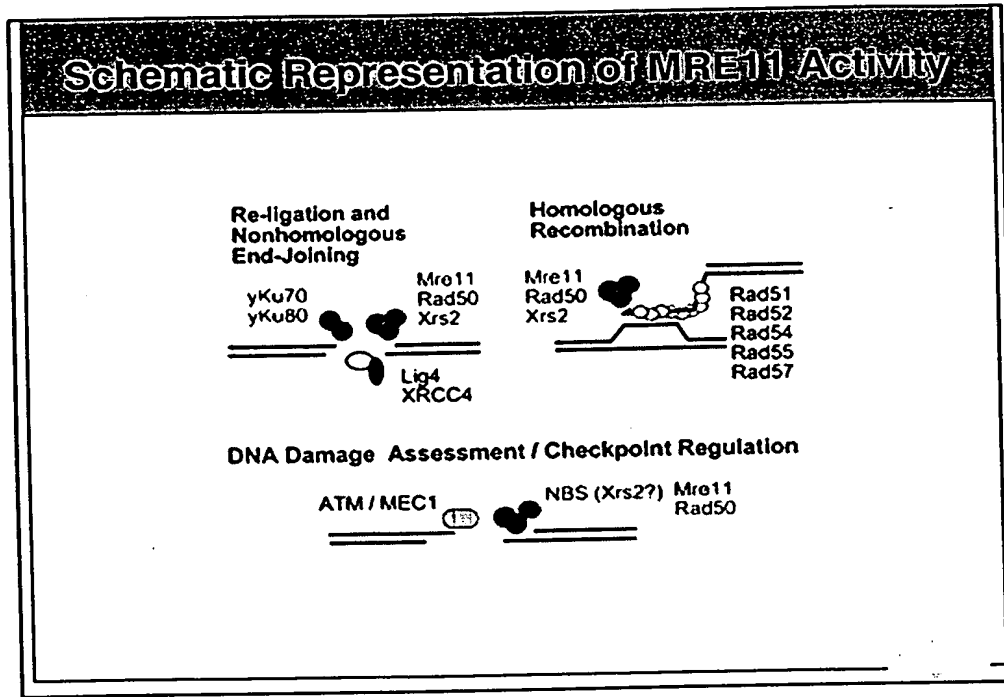 Schematic Representation of MRE11 Activity
Re-ligation and
Nonhomologous
End-Joining
yKu70
yKu80
Mre11
Rad50
Xrs2
Lig4
XRCC4
Homologous
Recombination
Mre11
Rad50
Xrs2
Rad51
Rad52
Rad54
Rad55
Rad57
DNA Damage Assessment / Checkpoint Regulation
ATM / MEC1
NBS (Xrs2?)
Mre11
Rad50